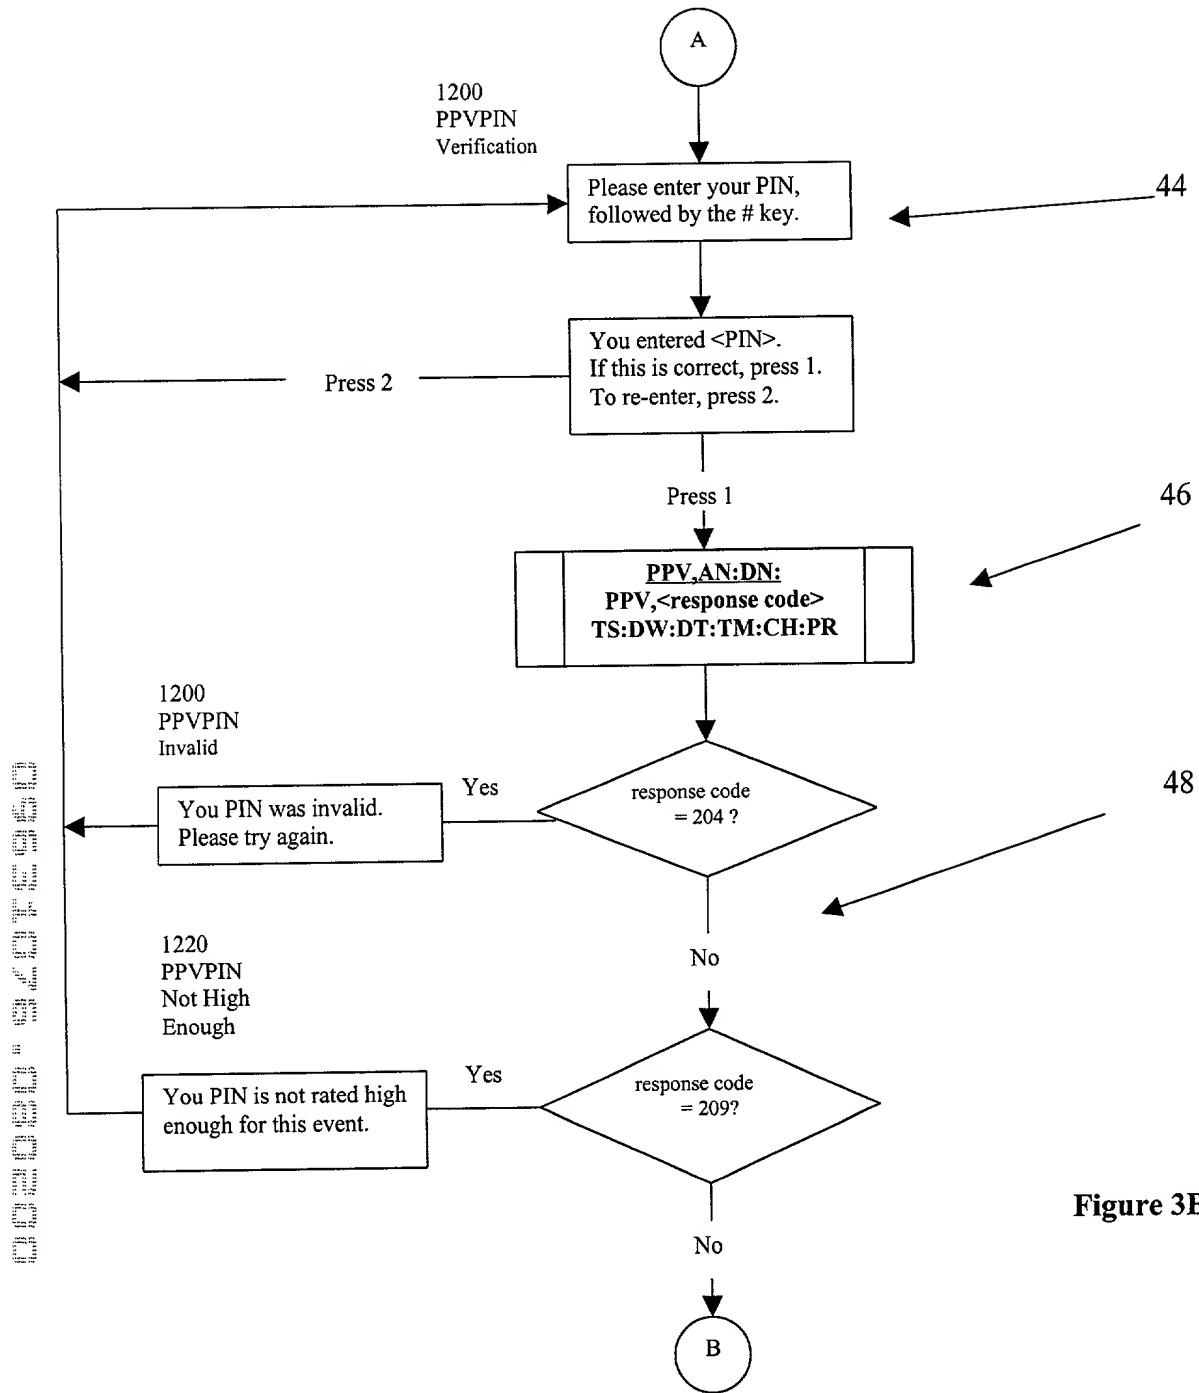 A
1200
PPVPIN
Verification
Please enter your PIN,
followed by the # key.
44
You entered <PIN>.
If this is correct, press 1.
To re-enter, press 2.
Press 2
Press 1
46
PPV,AN:DN:
PPV,<response code>
TS:DW:DT:TM:CH:PR
1200
PPVPIN
Invalid
You PIN was invalid.
Please try again.
Yes
response code
= 204 ?
48
No
1220
PPVPIN
Not High
Enough
You PIN is not rated high
enough for this event.
Yes
response code
= 209?
No
Figure 3B
B